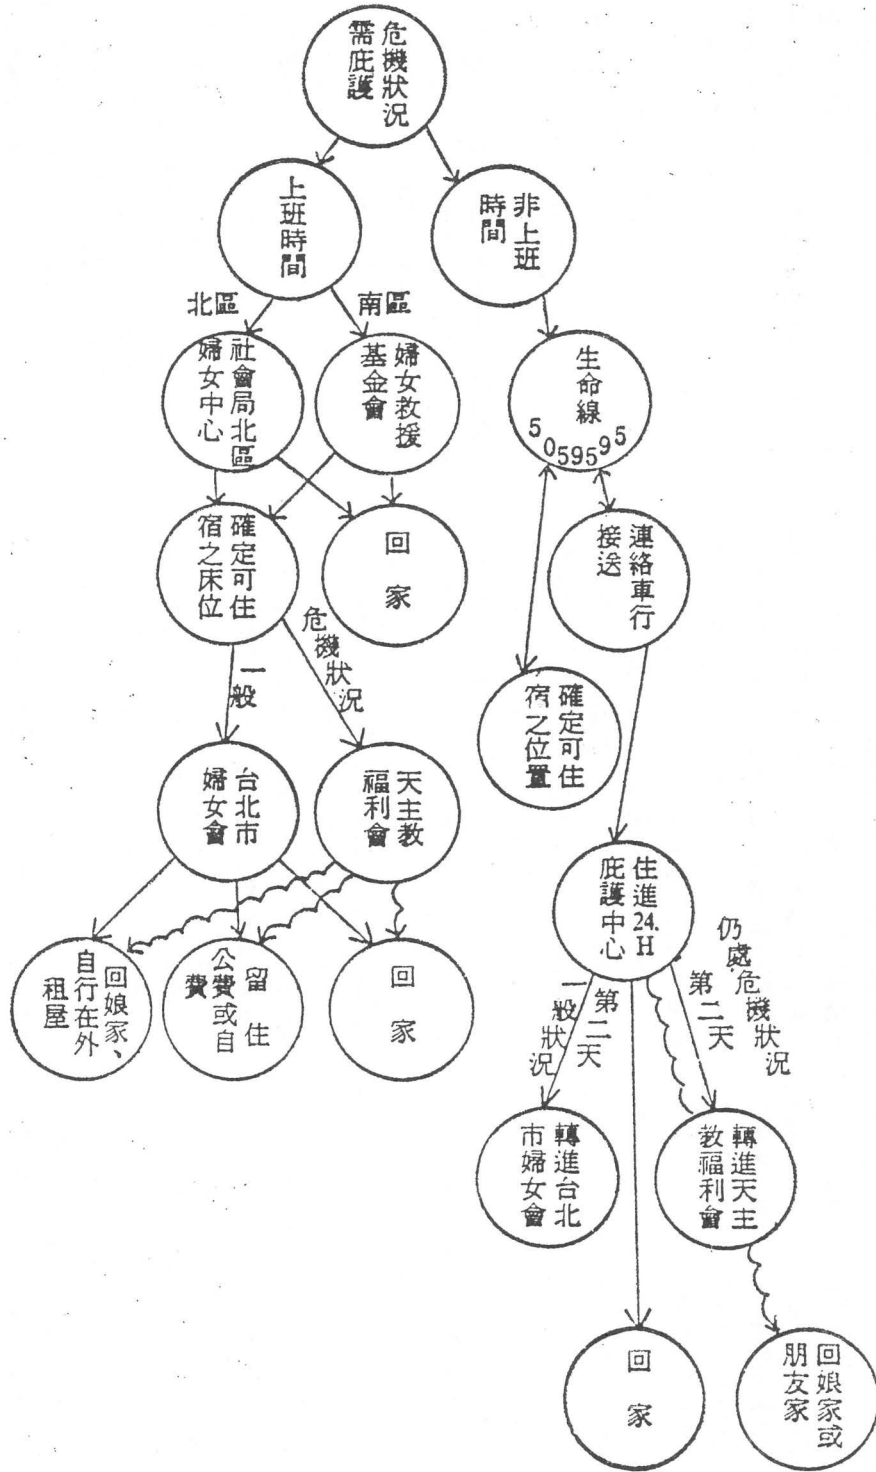 危機狀況
需庇護
上班時間
非上班
時間
北區
南區
社會局北區
婦女中心
婦女救援
基金會
生命線
5059595
確定可住
宿之床位
回家
連絡車行
接送
確定可住
宿之位置
一般
危機狀況
台北市
婦女會
天主教
福利會
住進24.H
庇護中心
回娘家、
自行在外
租屋
留住
公費或自
費
回家
第二天
一般狀況
仍處危機狀況
第二天
轉進台北
市婦女會
轉進天主
教福利會
回家
回娘家或
朋友家